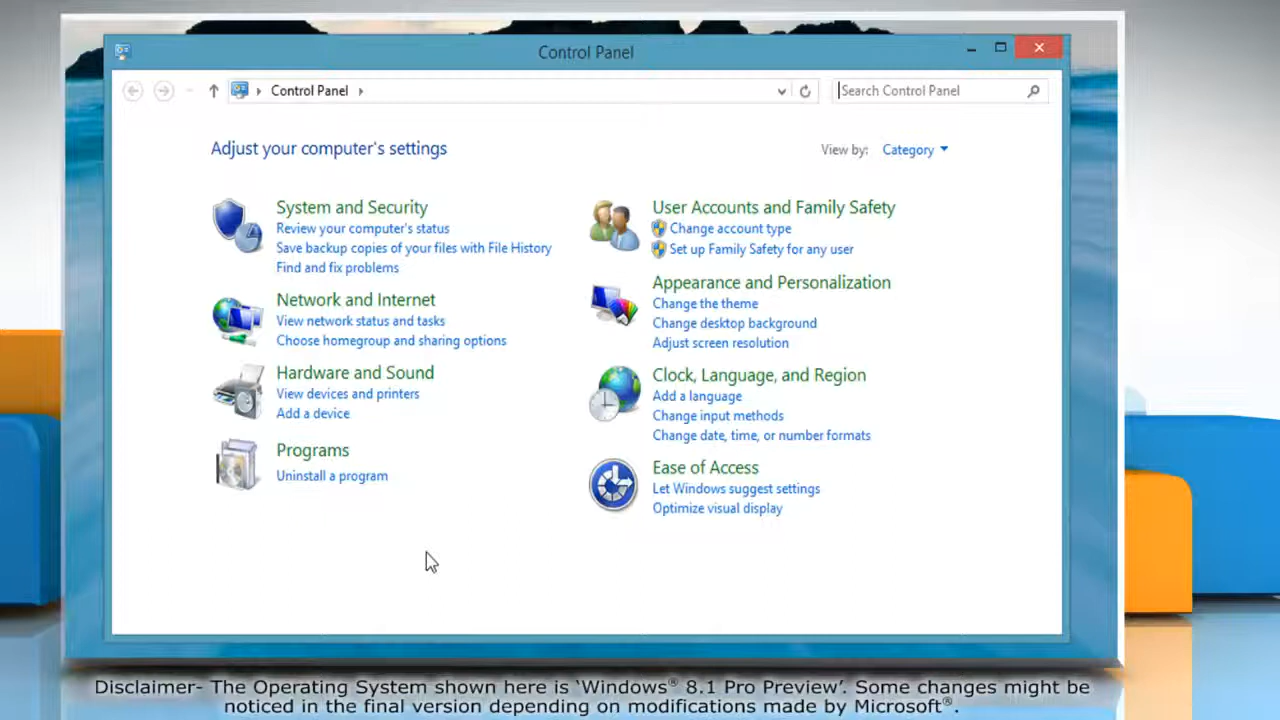 Control Panel
Control Panel
Search Control Panel
Adjust your computer's settings
View by: Category
System and Security
Review your computer's status
Save backup copies of your files with File History
Find and fix problems
Network and Internet
View network status and tasks
Choose homegroup and sharing options
Hardware and Sound
View devices and printers
Add a device
Programs
Uninstall a program
User Accounts and Family Safety
Change account type
Set up Family Safety for any user
Appearance and Personalization
Change the theme
Change desktop background
Adjust screen resolution
Clock, Language, and Region
Add a language
Change input methods
Change date, time, or number formats
Ease of Access
Let Windows suggest settings
Optimize visual display
Disclaimer- The Operating System shown here is ‘Windows® 8.1 Pro Preview’. Some changes might be
noticed in the final version depending on modifications made by Microsoft®.